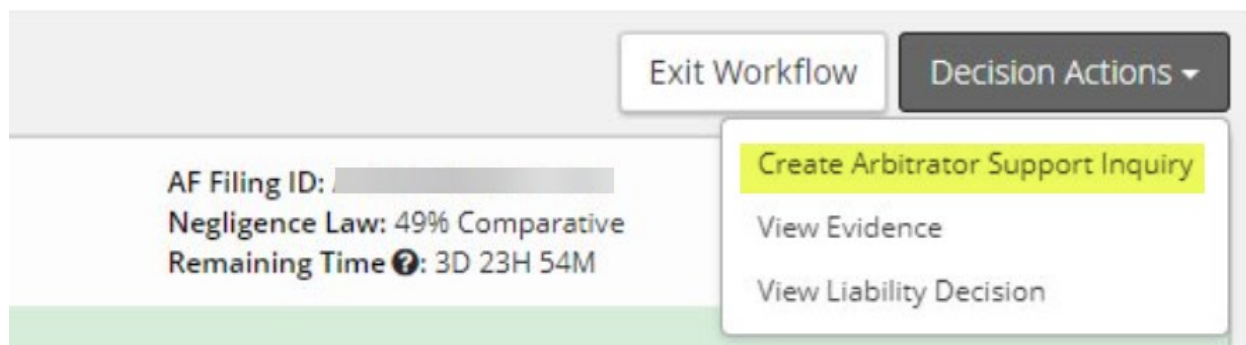 Exit Workflow
Decision Actions
Create Arbitrator Support Inquiry
View Evidence
View Liability Decision
AF Filing ID:
Negligence Law: 49% Comparative
Remaining Time ?: 3D 23H 54M